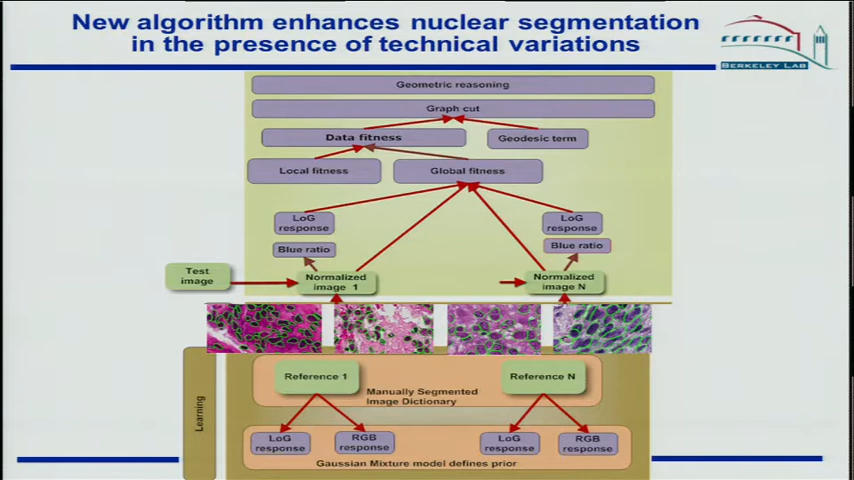 New algorithm enhances nuclear segmentation
in the presence of technical variations
BERKELEY LAB
Geometric reasoning
Graph cut
Data fitness
Geodesic term
Local fitness
Global fitness
LoG
response
LoG
response
Blue ratio
Blue ratio
Test
image
Normalized
image 1
Normalized
image N
Learning
Reference 1
Reference N
Manually Segmented
Image Dictionary
LoG
response
RGB
response
LoG
response
RGB
response
Gaussian Mixture model defines prior